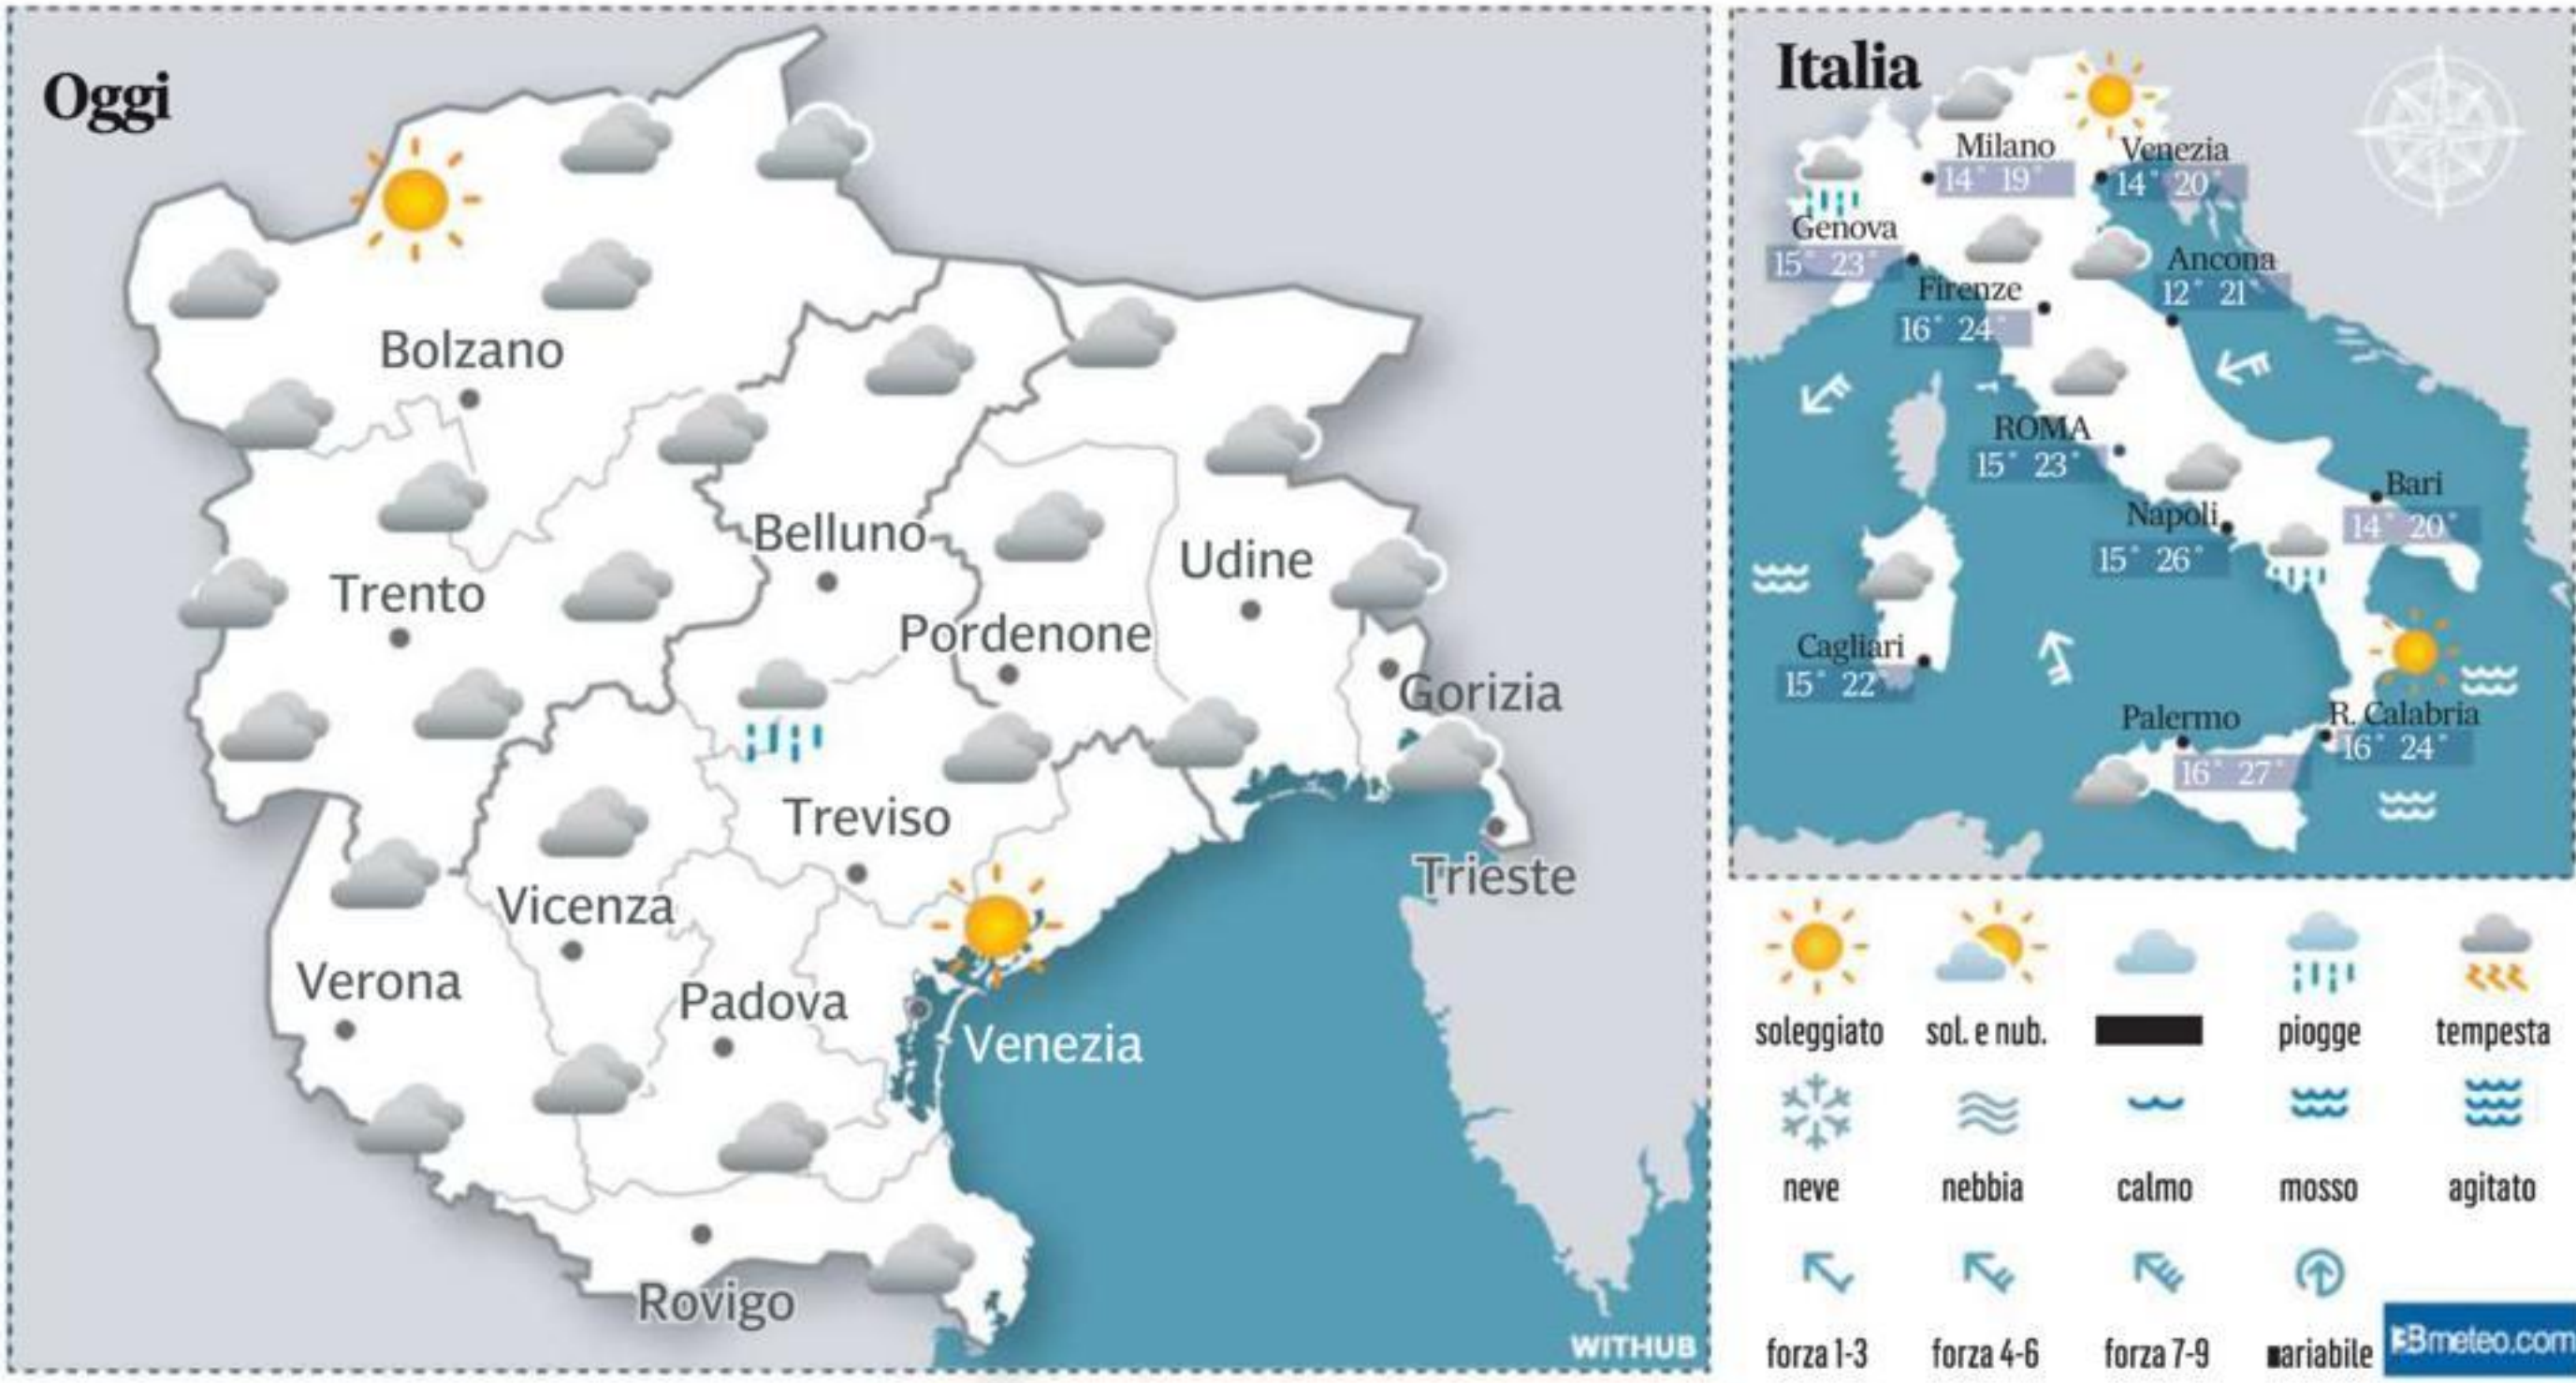 Oggi
Bolzano
Belluno
Udine
Trento
Pordenone
Gorizia
Treviso
Trieste
Vicenza
Verona
Padova
Venezia
Rovigo
WITHUB
Italia
Milano
14° 19°
Venezia
14° 20°
Genova
15° 23°
Ancona
12° 21°
Firenze
16° 24°
ROMA
15° 23°
Bari
14° 20°
Napoli
15° 26°
Cagliari
15° 22°
Palermo
16° 27°
R. Calabria
16° 24°
soleggiato sol. e nub. piogge tempesta
neve nebbia calmo mosso agitato
forza 1-3 forza 4-6 forza 7-9 ariabile
Bmeteo.com